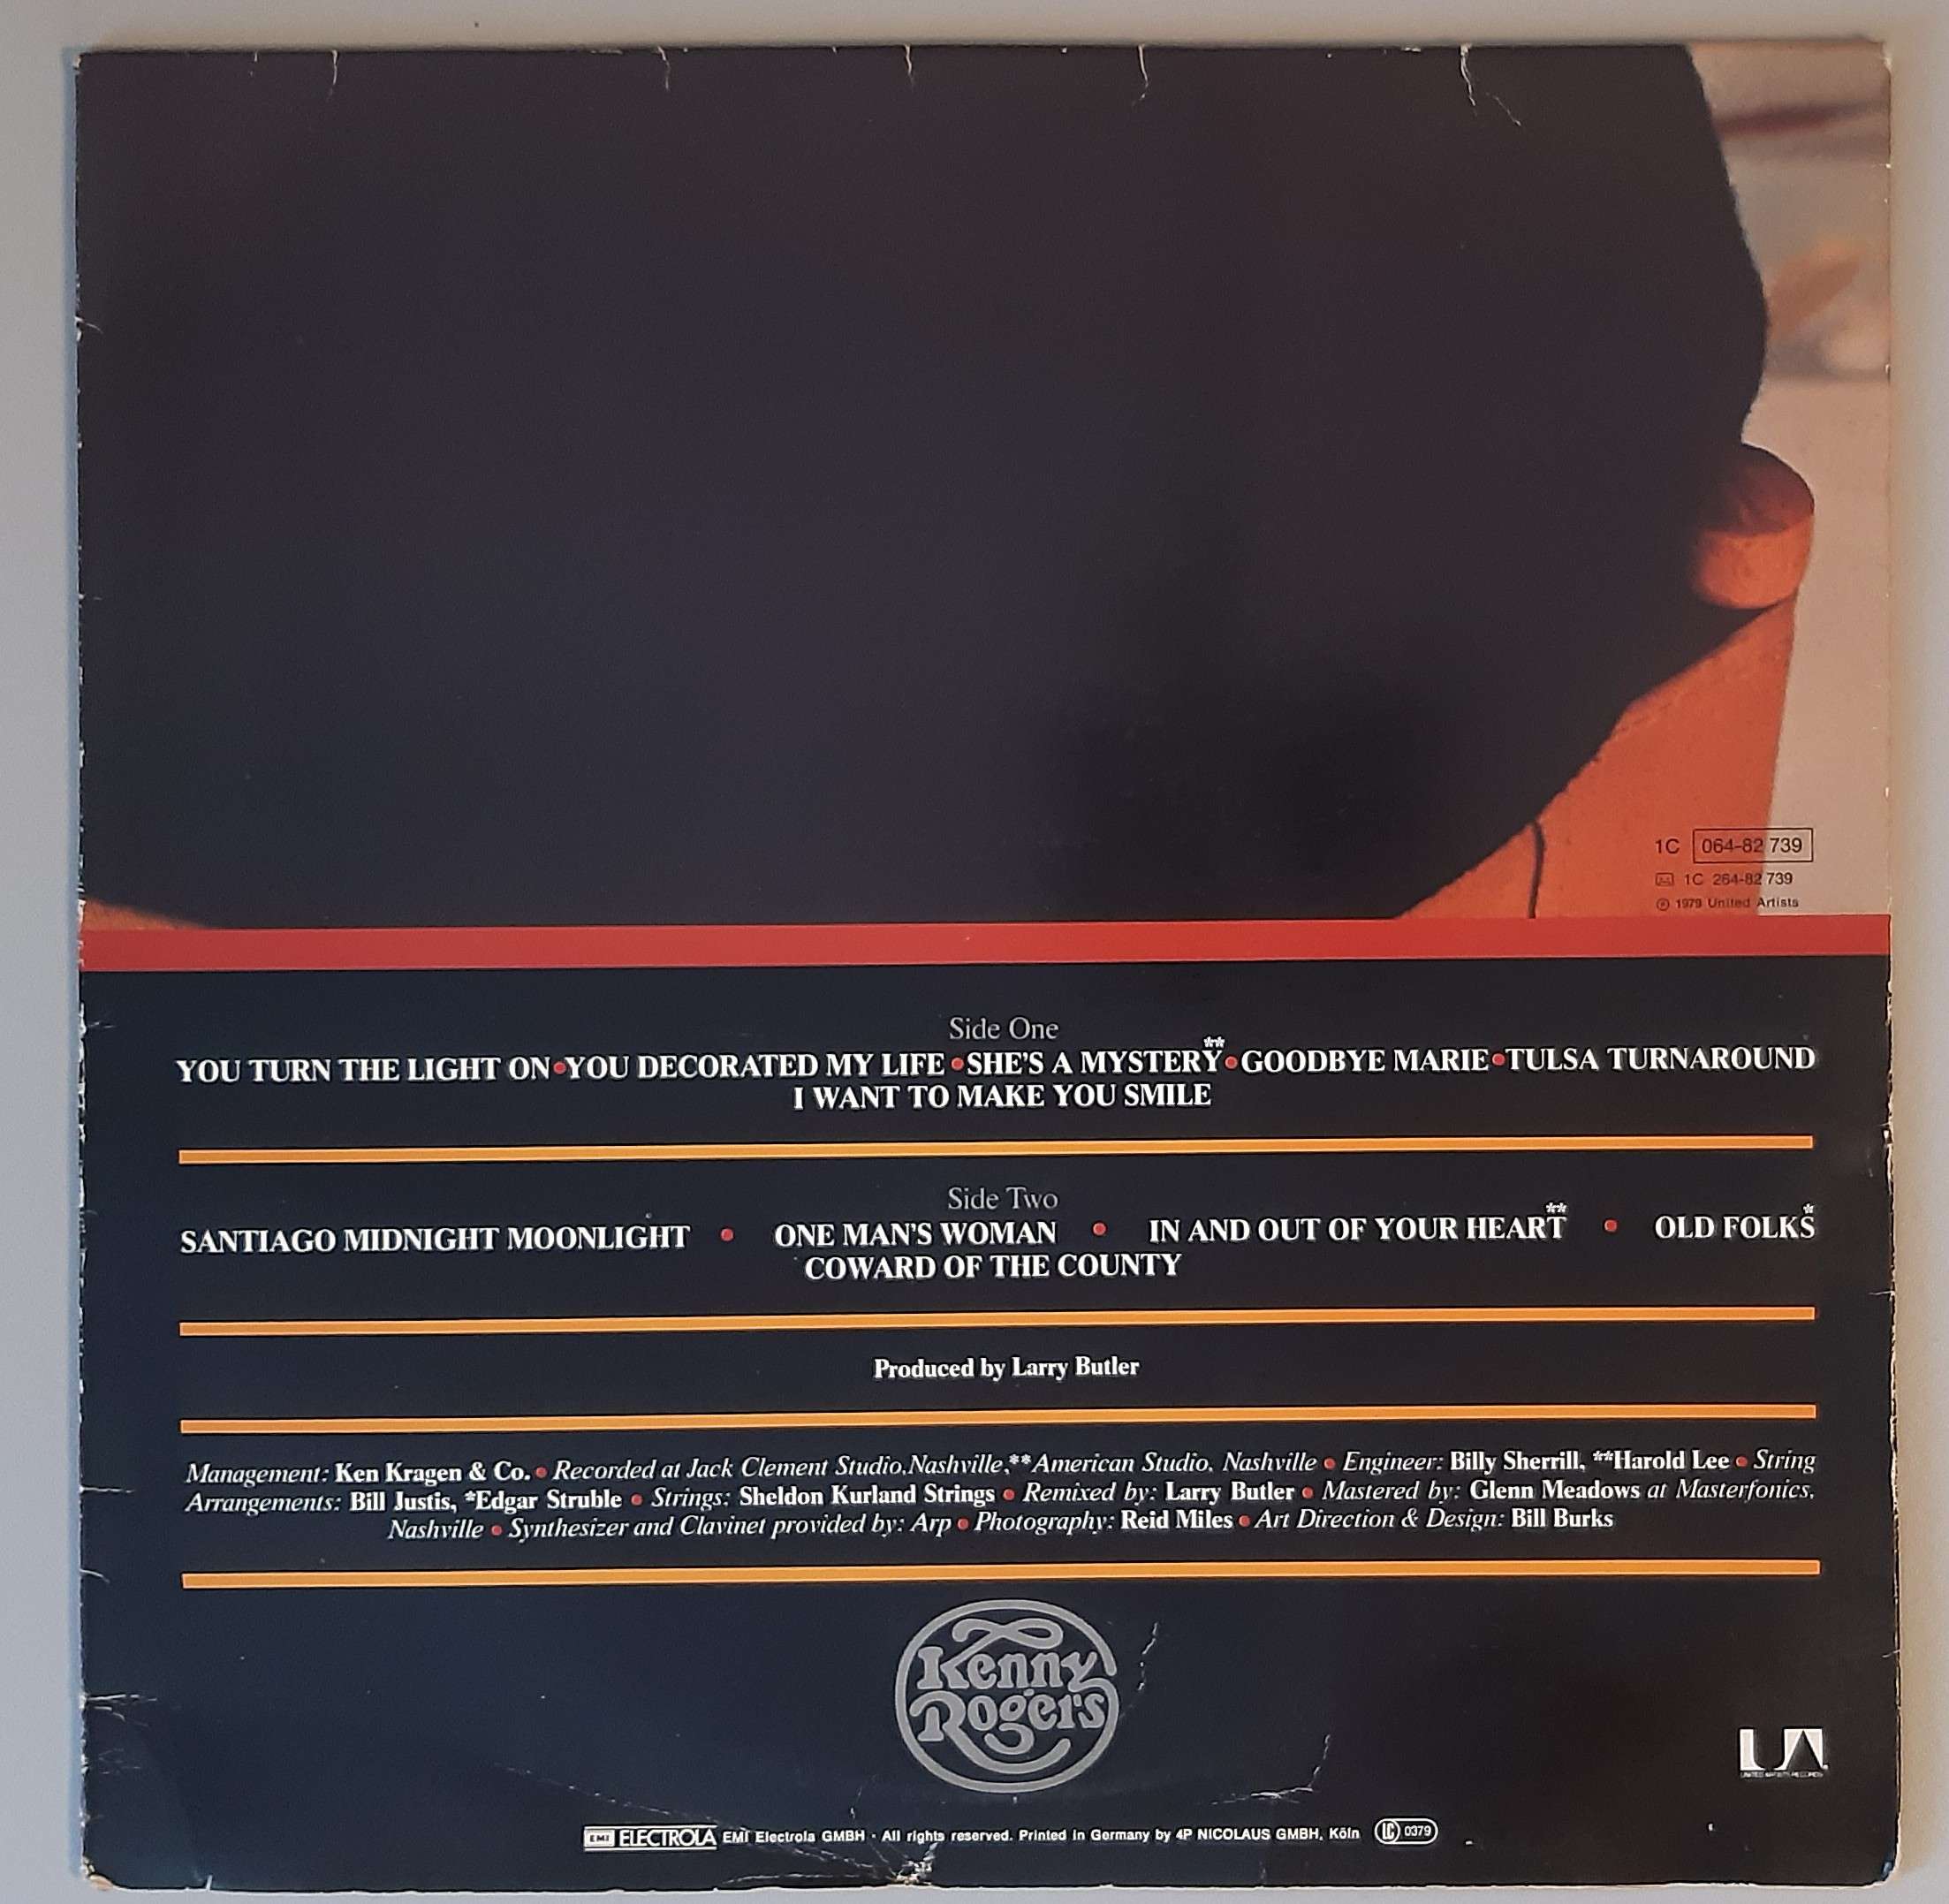 1C 064-82 739
1C 264-82 739
℗ 1979 United Artists
Side One
YOU TURN THE LIGHT ON•YOU DECORATED MY LIFE•SHE'S A MYSTERY**•GOODBYE MARIE•TULSA TURNAROUND
I WANT TO MAKE YOU SMILE
Side Two
SANTIAGO MIDNIGHT MOONLIGHT • ONE MAN'S WOMAN • IN AND OUT OF YOUR HEART** • OLD FOLKS*
COWARD OF THE COUNTY
Produced by Larry Butler
Management: Ken Kragen & Co. • Recorded at Jack Clement Studio, Nashville, **American Studio, Nashville • Engineer: Billy Sherrill, **Harold Lee • String
Arrangements: Bill Justis, *Edgar Struble • Strings: Sheldon Kurland Strings • Remixed by: Larry Butler • Mastered by: Glenn Meadows at Masterfonics,
Nashville • Synthesizer and Clavinet provided by: Arp • Photography: Reid Miles • Art Direction & Design: Bill Burks
Kenny
Rogers
UA
UNITED ARTISTS RECORDS
EMI ELECTROLA EMI Electrola GMBH · All rights reserved. Printed in Germany by 4P NICOLAUS GMBH, Köln LC 0379